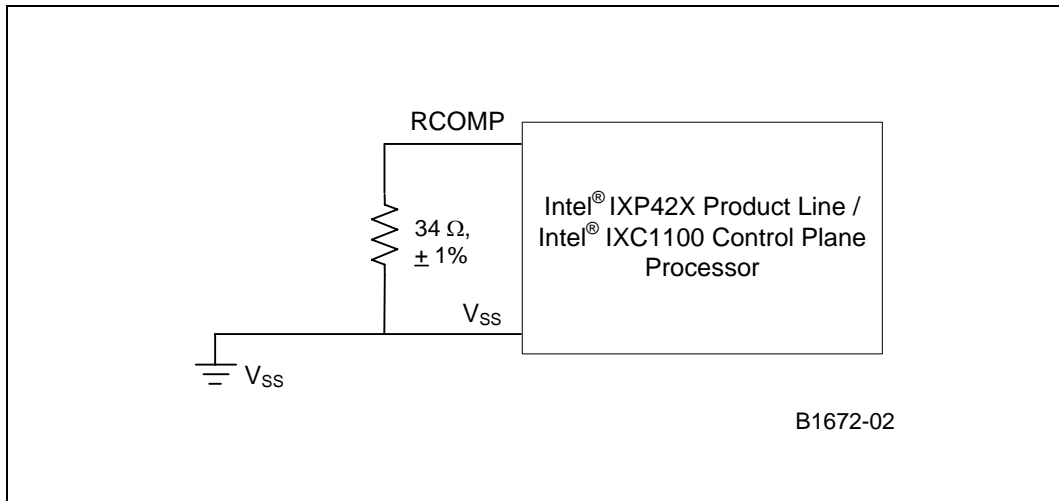 RCOMP
34 Ω,
± 1%
Intel® IXP42X Product Line /
Intel® IXC1100 Control Plane
Processor
VSS
VSS
B1672-02